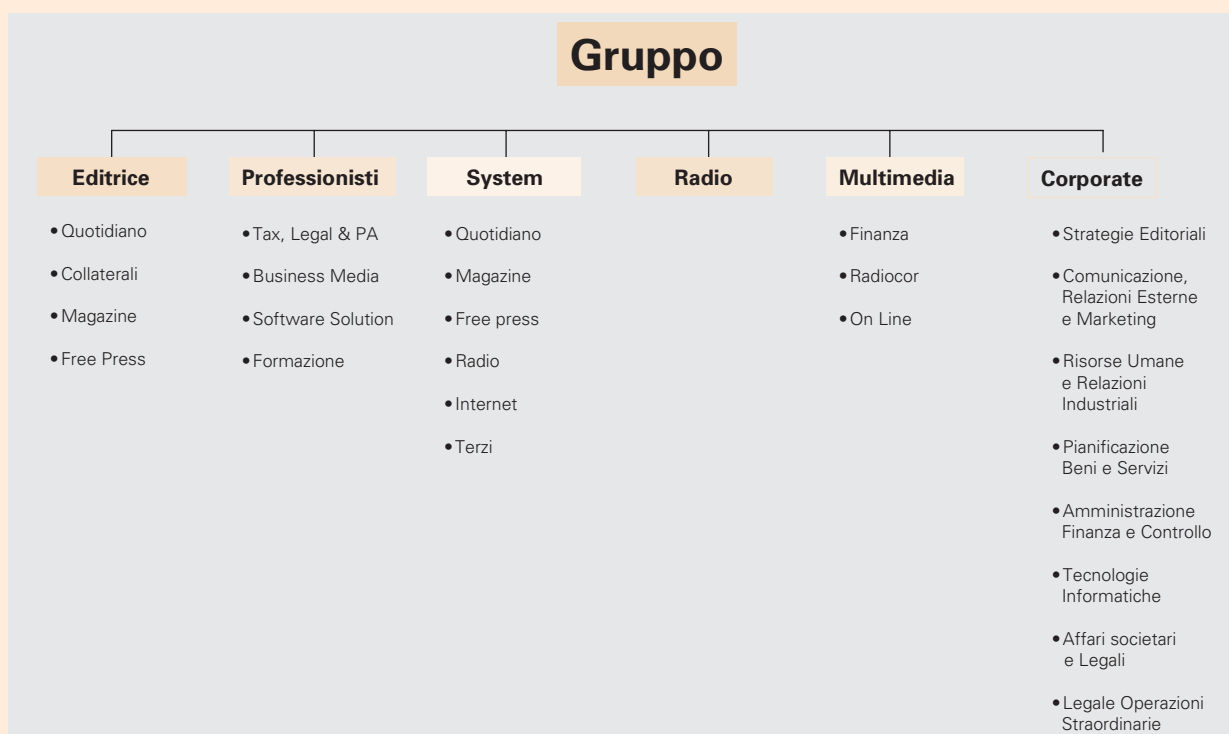 Gruppo
Editrice
• Quotidiano
• Collaterali
• Magazine
• Free Press
Professionisti
• Tax, Legal & PA
• Business Media
• Software Solution
• Formazione
System
• Quotidiano
• Magazine
• Free press
• Radio
• Internet
• Terzi
Radio
Multimedia
• Finanza
• Radiocor
• On Line
Corporate
• Strategie Editoriali
• Comunicazione,
Relazioni Esterne
e Marketing
• Risorse Umane
e Relazioni
Industriali
• Pianificazione
Beni e Servizi
• Amministrazione
Finanza e Controllo
• Tecnologie
Informatiche
• Affari societari
e Legali
• Legale Operazioni
Straordinarie